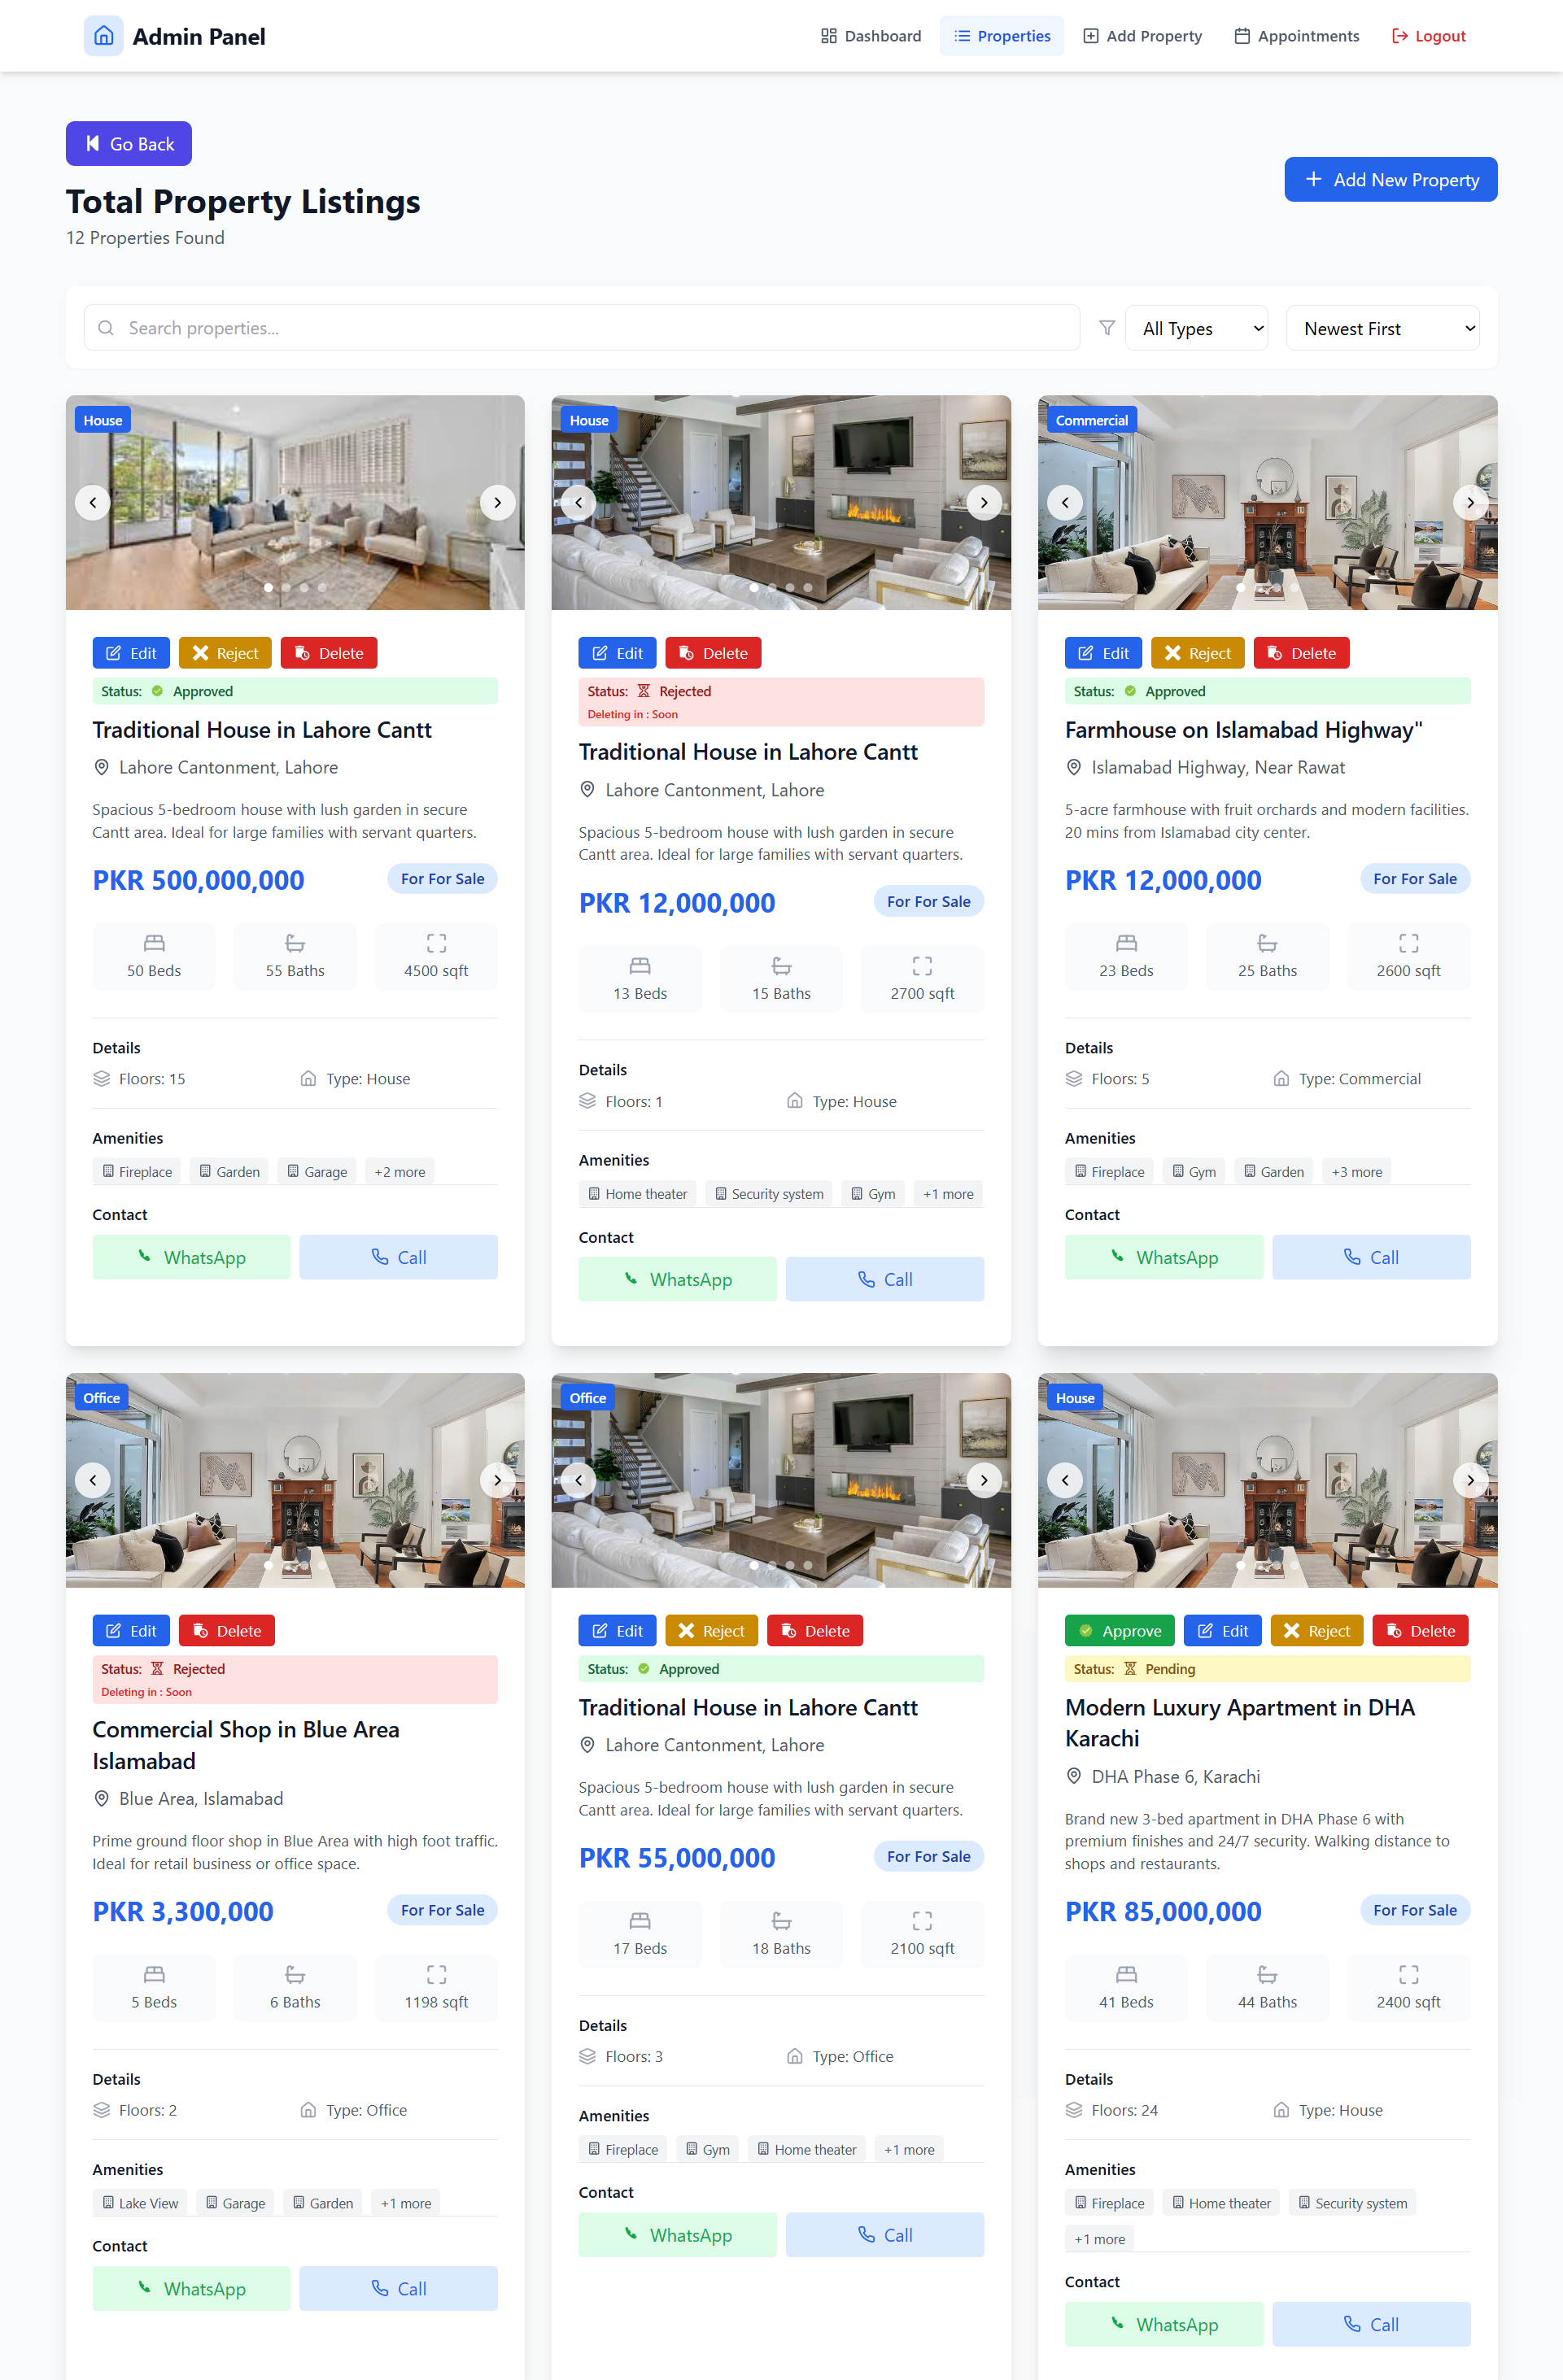 Admin Panel
Dashboard
Properties
Add Property
Appointments
Logout
Go Back
Total Property Listings
12 Properties Found
Add New Property
Search properties...
All Types
Newest First
House
Edit
Reject
Delete
Status: Approved
Traditional House in Lahore Cantt
Lahore Cantonment, Lahore
Spacious 5-bedroom house with lush garden in secure
Cantt area. Ideal for large families with servant quarters.
PKR 500,000,000
For For Sale
50 Beds
55 Baths
4500 sqft
Details
Floors: 15
Type: House
Amenities
Fireplace
Garden
Garage
+2 more
Contact
WhatsApp
Call
House
Edit
Delete
Status: Rejected
Deleting in : Soon
Traditional House in Lahore Cantt
Lahore Cantonment, Lahore
Spacious 5-bedroom house with lush garden in secure
Cantt area. Ideal for large families with servant quarters.
PKR 12,000,000
For For Sale
13 Beds
15 Baths
2700 sqft
Details
Floors: 1
Type: House
Amenities
Home theater
Security system
Gym
+1 more
Contact
WhatsApp
Call
Commercial
Edit
Reject
Delete
Status: Approved
Farmhouse on Islamabad Highway"
Islamabad Highway, Near Rawat
5-acre farmhouse with fruit orchards and modern facilities.
20 mins from Islamabad city center.
PKR 12,000,000
For For Sale
23 Beds
25 Baths
2600 sqft
Details
Floors: 5
Type: Commercial
Amenities
Fireplace
Gym
Garden
+3 more
Contact
WhatsApp
Call
Office
Edit
Delete
Status: Rejected
Deleting in : Soon
Commercial Shop in Blue Area
Islamabad
Blue Area, Islamabad
Prime ground floor shop in Blue Area with high foot traffic.
Ideal for retail business or office space.
PKR 3,300,000
For For Sale
5 Beds
6 Baths
1198 sqft
Details
Floors: 2
Type: Office
Amenities
Lake View
Garage
Garden
+1 more
Contact
WhatsApp
Call
Office
Edit
Reject
Delete
Status: Approved
Traditional House in Lahore Cantt
Lahore Cantonment, Lahore
Spacious 5-bedroom house with lush garden in secure
Cantt area. Ideal for large families with servant quarters.
PKR 55,000,000
For For Sale
17 Beds
18 Baths
2100 sqft
Details
Floors: 3
Type: Office
Amenities
Fireplace
Gym
Home theater
+1 more
Contact
WhatsApp
Call
House
Approve
Edit
Reject
Delete
Status: Pending
Modern Luxury Apartment in DHA
Karachi
DHA Phase 6, Karachi
Brand new 3-bed apartment in DHA Phase 6 with
premium finishes and 24/7 security. Walking distance to
shops and restaurants.
PKR 85,000,000
For For Sale
41 Beds
44 Baths
2400 sqft
Details
Floors: 24
Type: House
Amenities
Fireplace
Home theater
Security system
+1 more
Contact
WhatsApp
Call